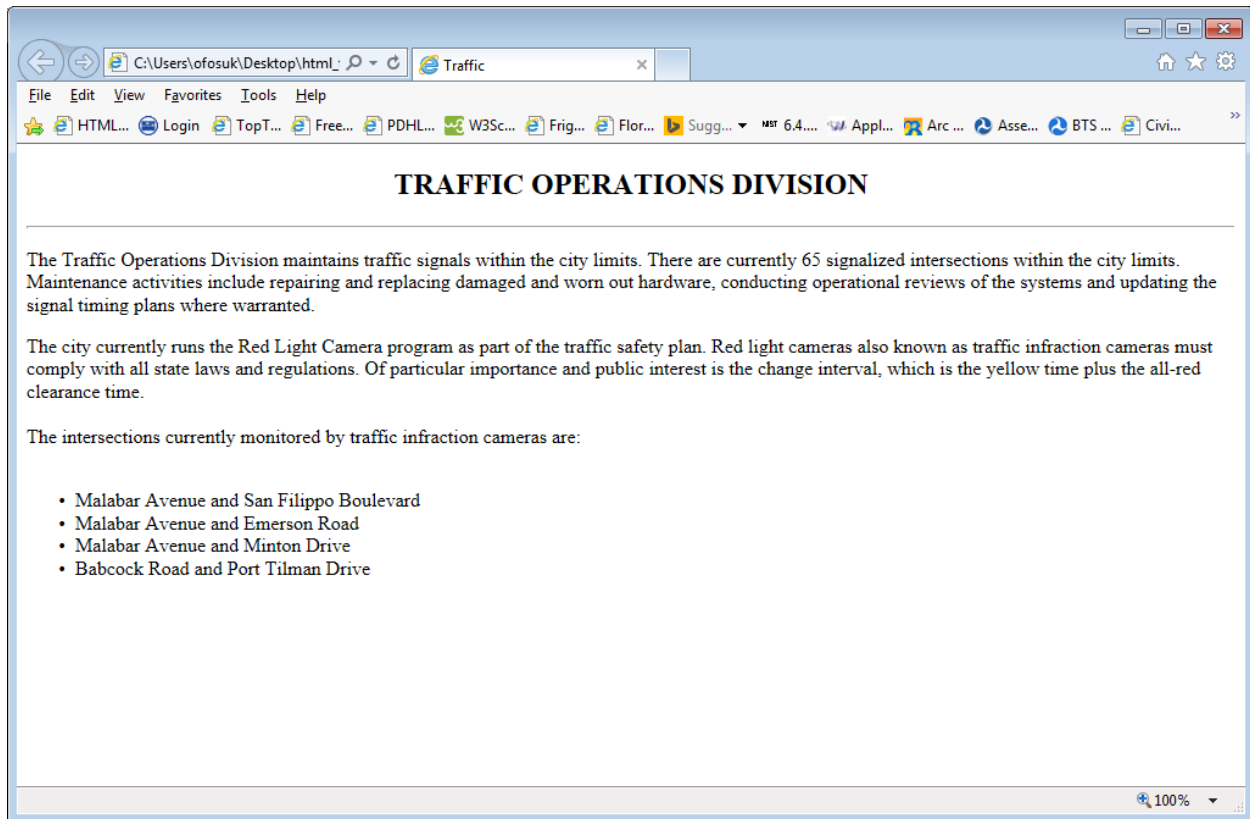 C:\Users\ofosuk\Desktop\html_:
Traffic
File Edit View Favorites Tools Help
HTML... Login TopT... Free... PDHL... W3Sc... Frig... Flor... Sugg... NIST 6.4.... Appl... Arc ... Asse... BTS ... Civi... »
TRAFFIC OPERATIONS DIVISION
The Traffic Operations Division maintains traffic signals within the city limits. There are currently 65 signalized intersections within the city limits.
Maintenance activities include repairing and replacing damaged and worn out hardware, conducting operational reviews of the systems and updating the
signal timing plans where warranted.
The city currently runs the Red Light Camera program as part of the traffic safety plan. Red light cameras also known as traffic infraction cameras must
comply with all state laws and regulations. Of particular importance and public interest is the change interval, which is the yellow time plus the all-red
clearance time.
The intersections currently monitored by traffic infraction cameras are:
• Malabar Avenue and San Filippo Boulevard
• Malabar Avenue and Emerson Road
• Malabar Avenue and Minton Drive
• Babcock Road and Port Tilman Drive
100%